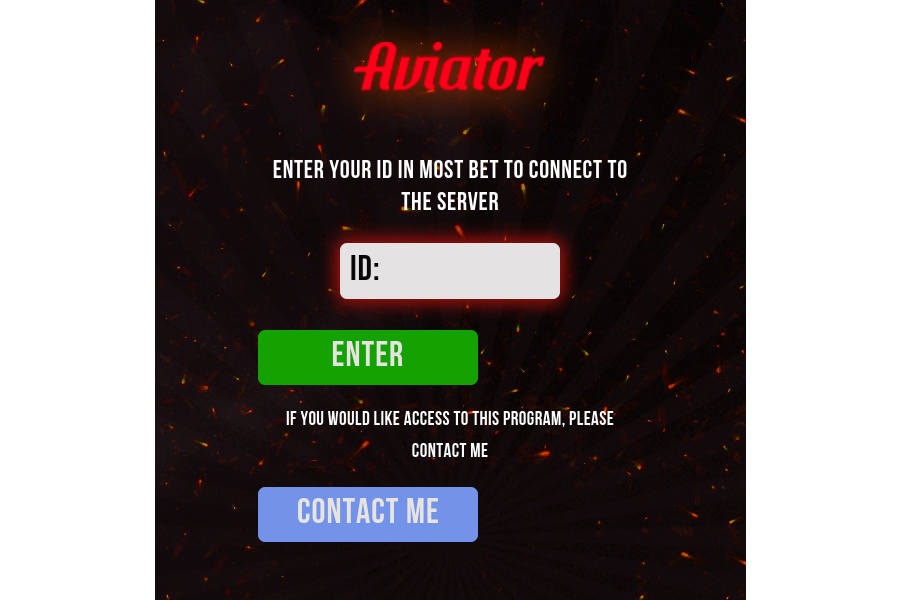 Aviator
ENTER YOUR ID IN MOST BET TO CONNECT TO
THE SERVER
ID:
ENTER
IF YOU WOULD LIKE ACCESS TO THIS PROGRAM, PLEASE
CONTACT ME
CONTACT ME